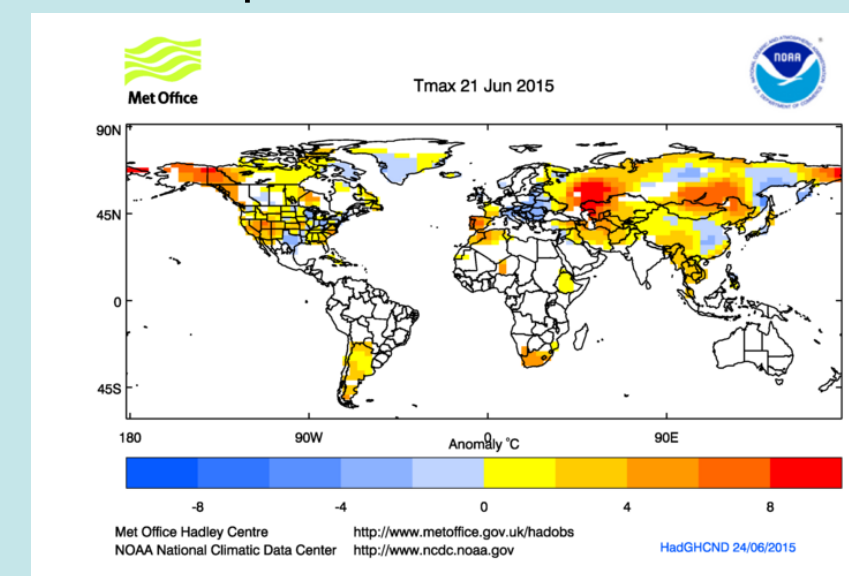 Met Office
Tmax 21 Jun 2015
NOAA
90N
45N
0
45S
180
90W
0
90E
Anomaly °C
-8
-4
0
4
8
Met Office Hadley Centre
http://www.metoffice.gov.uk/hadobs
NOAA National Climatic Data Center
http://www.ncdc.noaa.gov
HadGHCND 24/06/2015